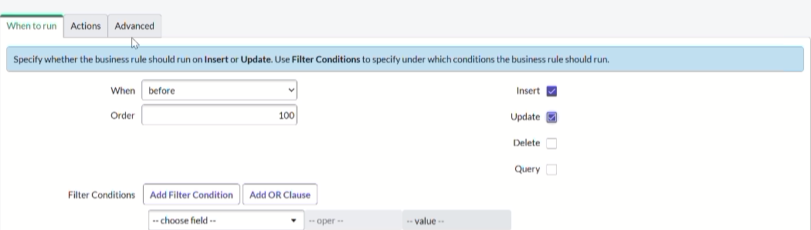 When to run Actions Advanced
Specify whether the business rule should run on Insert or Update. Use Filter Conditions to specify under which conditions the business rule should run.
When before Insert
Order 100 Update
Delete
Query
Filter Conditions Add Filter Condition Add OR Clause
-- choose field -- -- oper -- -- value --